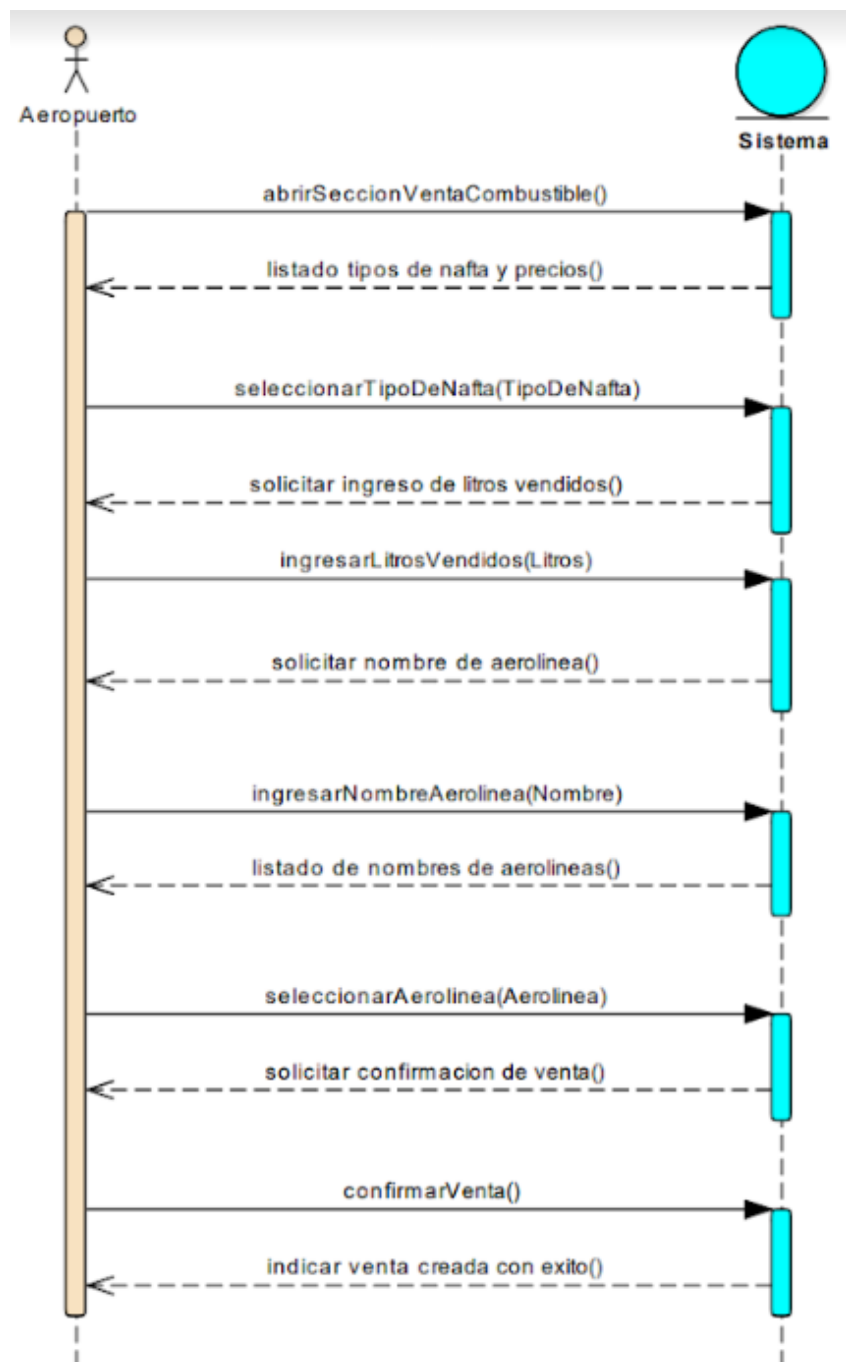 Aeropuerto
Sistema
abrirSeccionVentaCombustible()
listado tipos de nafta y precios()
seleccionarTipoDeNafta(TipoDeNafta)
solicitar ingreso de litros vendidos()
ingresarLitrosVendidos(Litros)
solicitar nombre de aerolinea()
ingresarNombreAerolinea(Nombre)
listado de nombres de aerolineas()
seleccionarAerolinea(Aerolinea)
solicitar confirmacion de venta()
confirmarVenta()
indicar venta creada con exito()